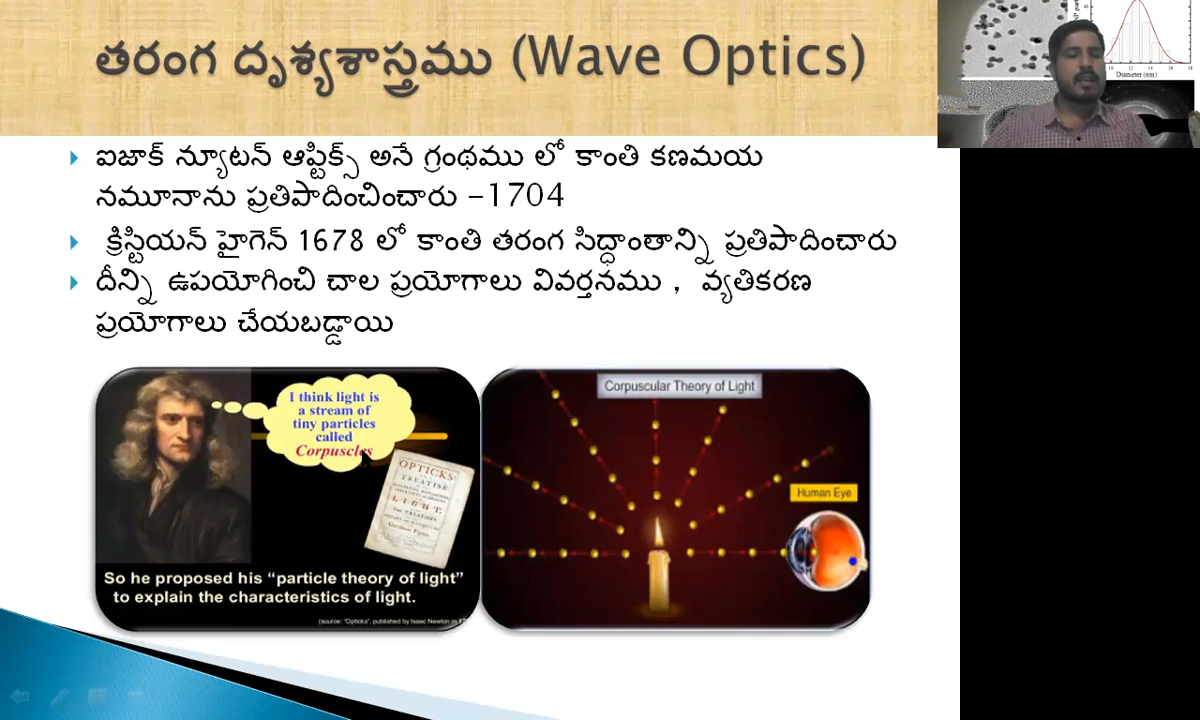 తరంగ దృశ్యశాస్త్రము (Wave Optics)
ఐజాక్ న్యూటన్ ఆప్టిక్స్ అనే గ్రంథము లో కాంతి కణమయ
నమూనాను ప్రతిపాదించించారు -1704
క్రిస్టియన్ హైగెన్ 1678 లో కాంతి తరంగ సిద్ధాంతాన్ని ప్రతిపాదించారు
దీన్ని ఉపయోగించి చాల ప్రయోగాలు వివర్తనము , వ్యతికరణ
ప్రయోగాలు చేయబడ్డాయి
I think light is
a stream of
tiny particles
called
Corpuscles
OPTICKS
TREATISE
LIGHT
So he proposed his “particle theory of light”
to explain the characteristics of light.
(source: "Opticks", published by Isaac Newton in
Corpuscular Theory of Light
Human Eye
Diameter (nm)